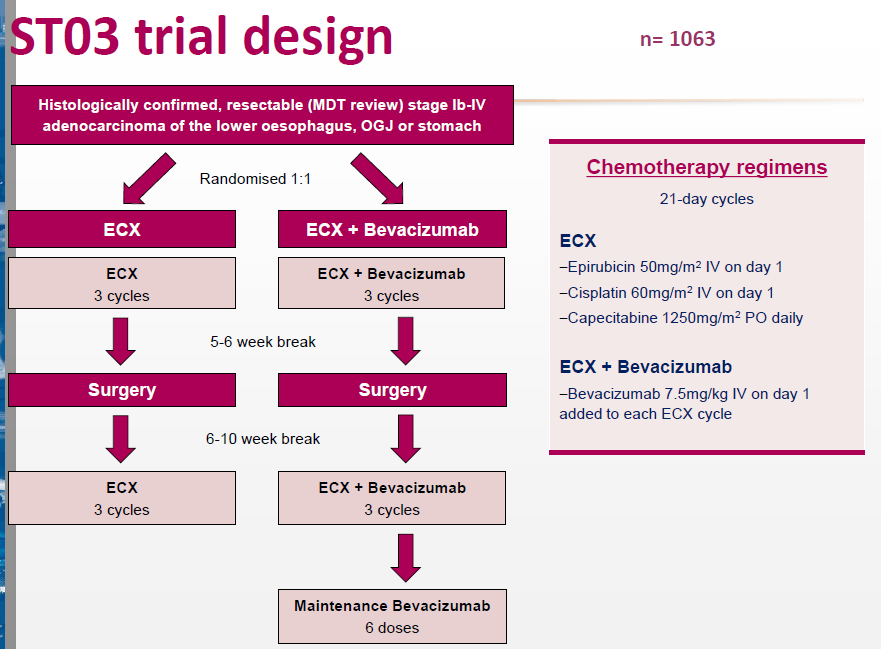 ST03 trial design
n= 1063
Histologically confirmed, resectable (MDT review) stage Ib-IV
adenocarcinoma of the lower oesophagus, OGJ or stomach
Randomised 1:1
ECX
ECX + Bevacizumab
ECX
3 cycles
ECX + Bevacizumab
3 cycles
5-6 week break
Surgery
Surgery
6-10 week break
ECX
3 cycles
ECX + Bevacizumab
3 cycles
Maintenance Bevacizumab
6 doses
Chemotherapy regimens
21-day cycles
ECX
–Epirubicin 50mg/m² IV on day 1
–Cisplatin 60mg/m² IV on day 1
–Capecitabine 1250mg/m² PO daily
ECX + Bevacizumab
–Bevacizumab 7.5mg/kg IV on day 1
added to each ECX cycle